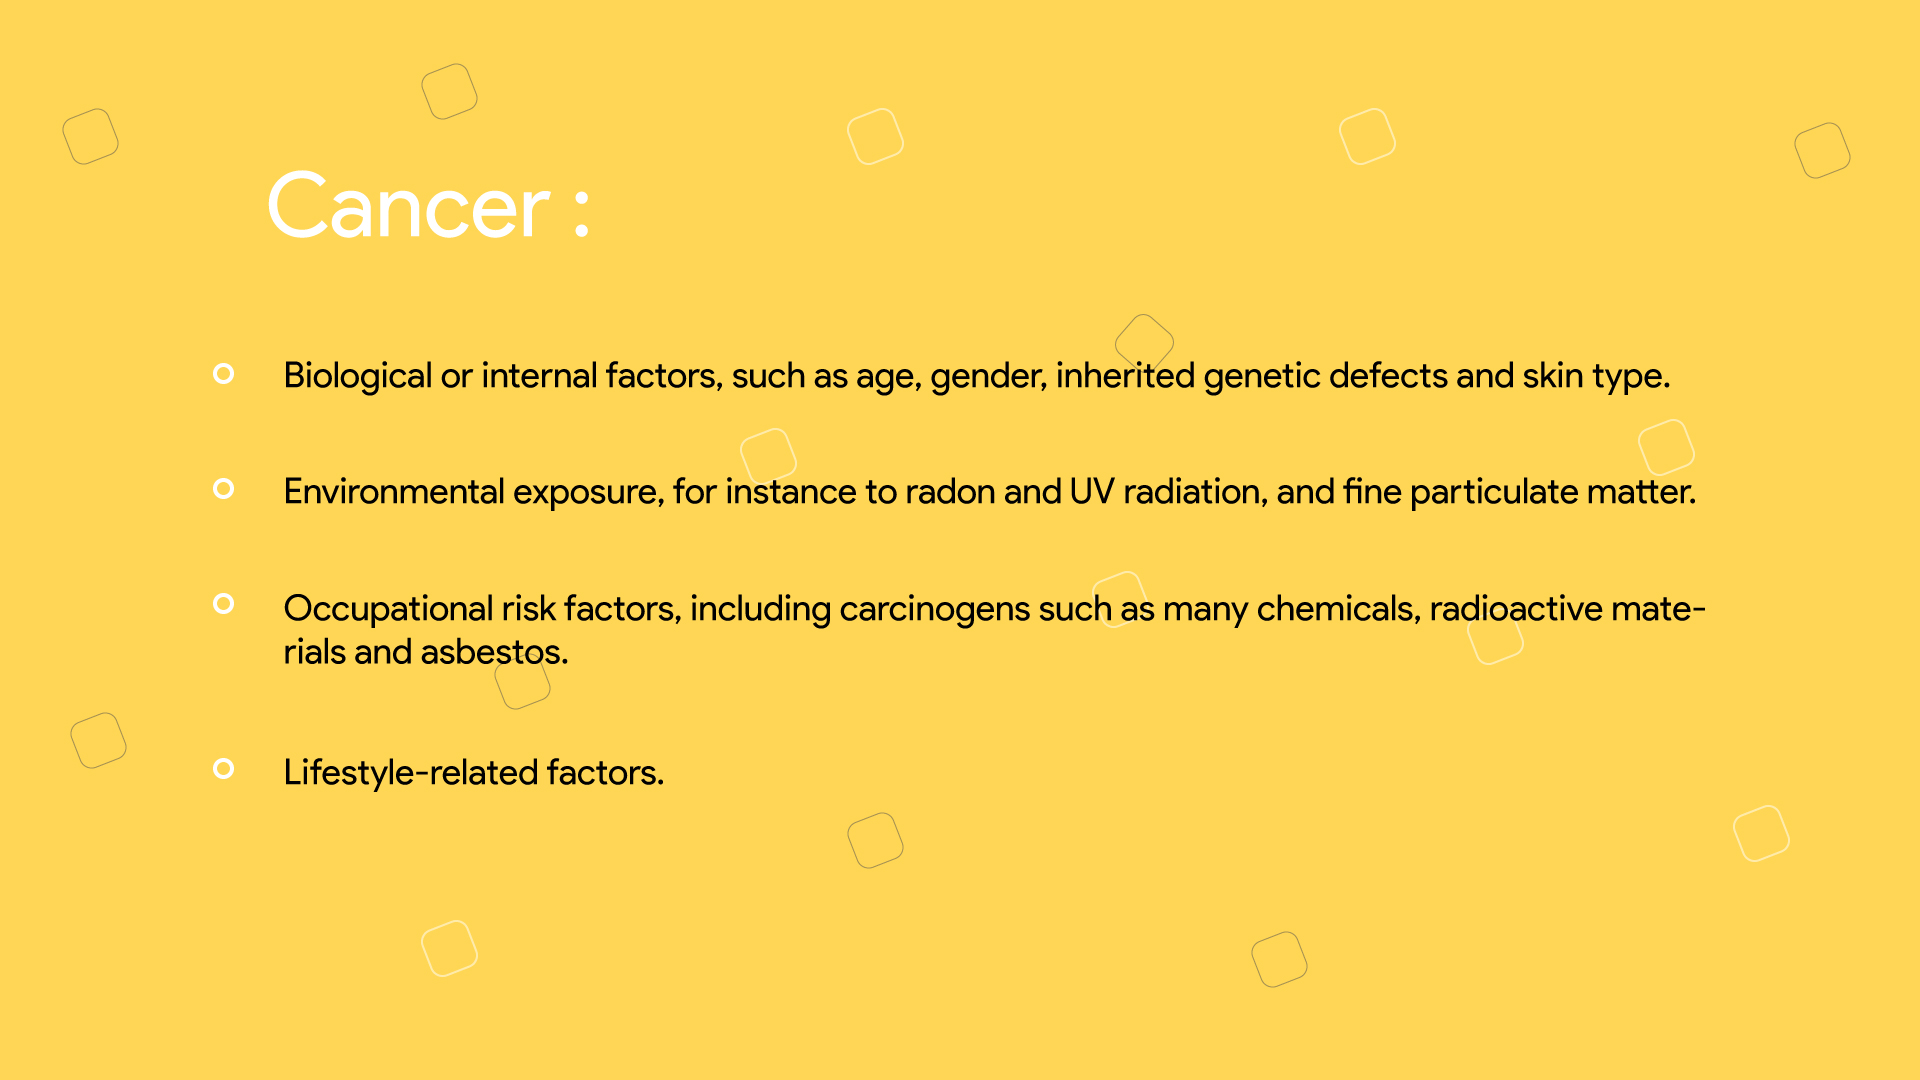 Cancer :
Biological or internal factors, such as age, gender, inherited genetic defects and skin type.
Environmental exposure, for instance to radon and UV radiation, and fine particulate matter.
Occupational risk factors, including carcinogens such as many chemicals, radioactive mate-
rials and asbestos.
Lifestyle-related factors.